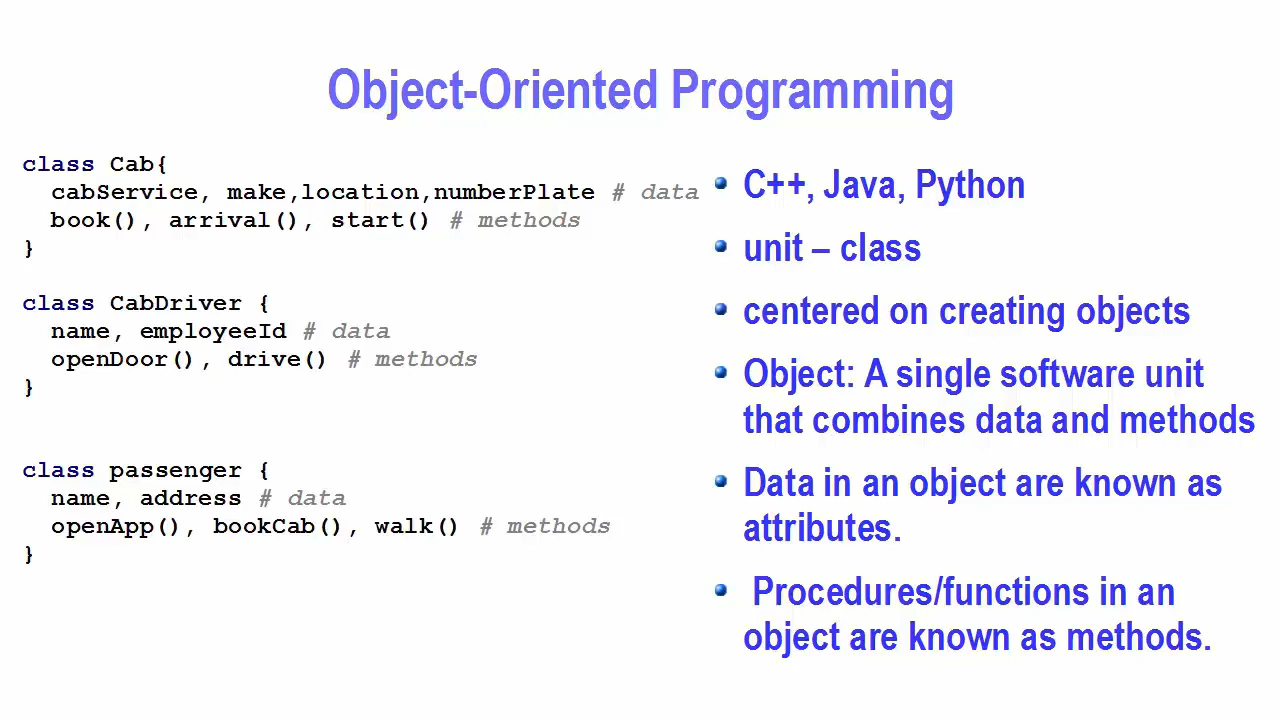 Object-Oriented Programming
class Cab{
cabService, make,location,numberPlate # data
book(), arrival(), start() # methods
}
class CabDriver {
name, employeeId # data
openDoor(), drive() # methods
}
class passenger {
name, address # data
openApp(), bookCab(), walk() # methods
}
C++, Java, Python
unit – class
centered on creating objects
Object: A single software unit
that combines data and methods
Data in an object are known as
attributes.
Procedures/functions in an
object are known as methods.